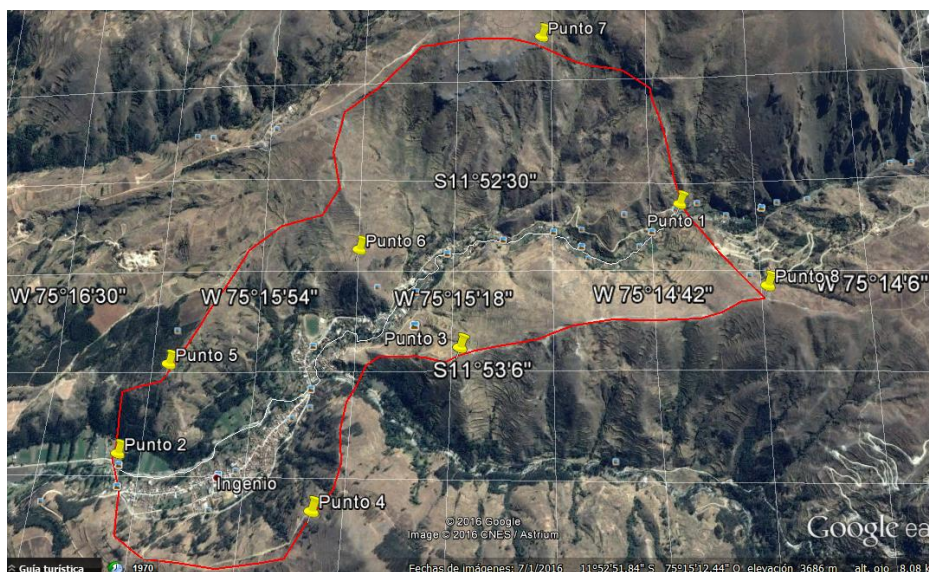 Punto 7
S11°52'30"
Punto 1
Punto 6
Punto 8
W 75°16'30"
W 75°15'54"
W 75°15'18"
W 75°14'42"
W 75°14'6"
Punto 3
Punto 5
S11°53'6"
Punto 2
Ingenio
Punto 4
© 2016 Google
Image © 2016 CNES / Astrium
Google ea
Guía turística
1970
Fechas de imágenes: 7/1/2016 11°52'51.84" S 75°15'12.44" O elevación 3686 m alt. ojo 8.08 k